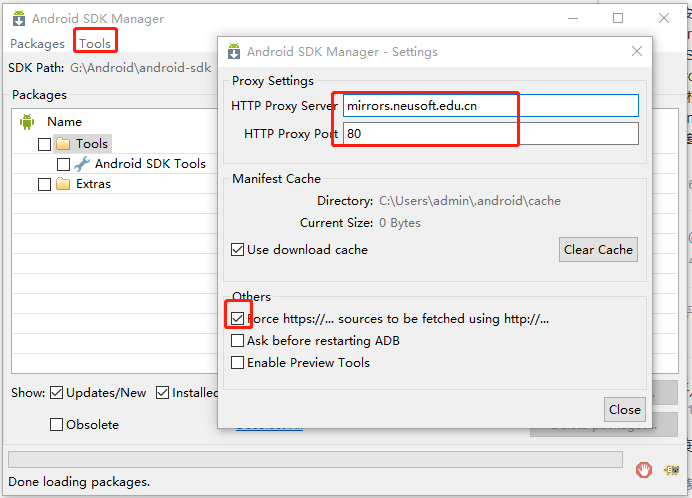 Android SDK Manager
Packages Tools
SDK Path: G:\Android\android-sdk
Packages
Name
Tools
Android SDK Tools
Extras
Show: Updates/New Installed
Obsolete
Done loading packages.
Android SDK Manager - Settings
Proxy Settings
HTTP Proxy Server mirrors.neusoft.edu.cn
HTTP Proxy Port 80
Manifest Cache
Directory: C:\Users\admin\.android\cache
Current Size: 0 Bytes
Use download cache Clear Cache
Others
Force https://... sources to be fetched using http://...
Ask before restarting ADB
Enable Preview Tools
Close